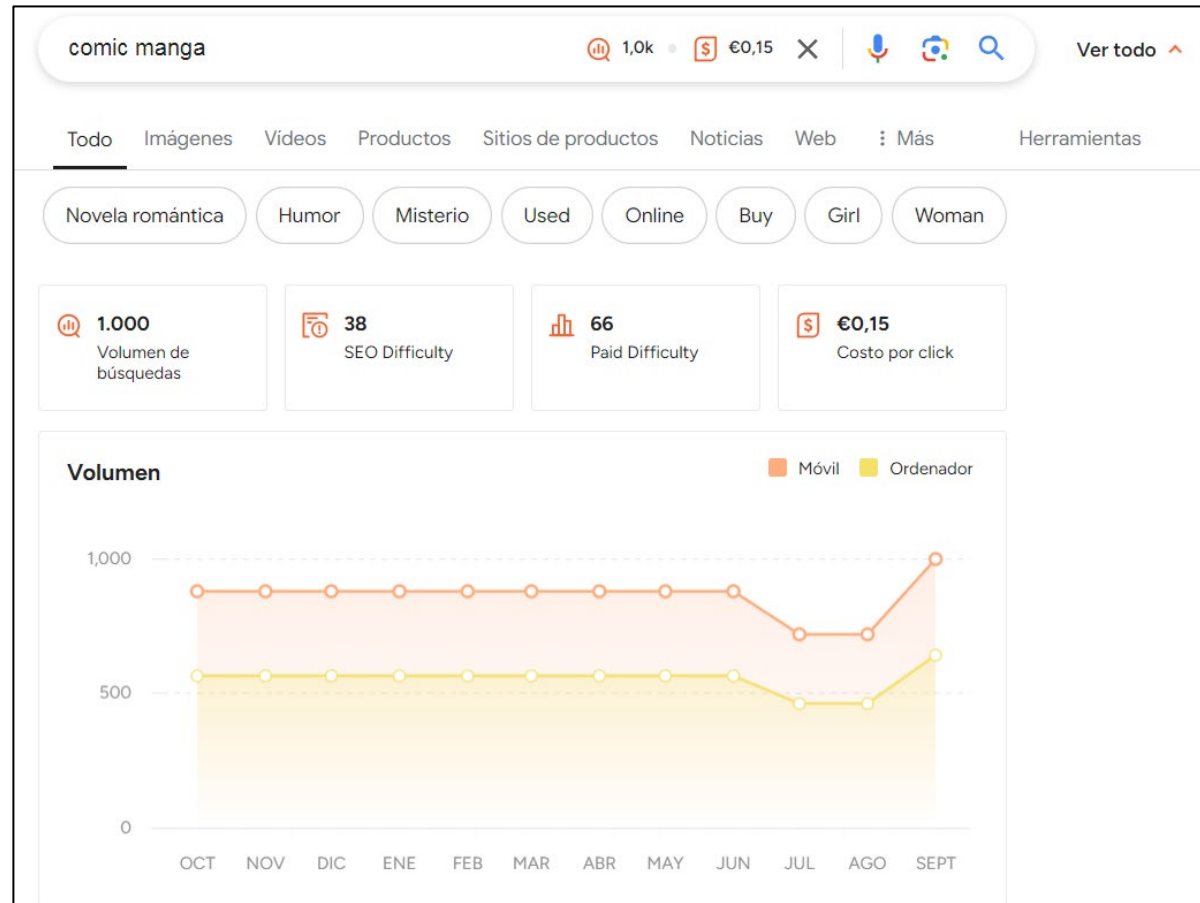 comic manga 1,0k €0,15 Ver todo
Todo Imágenes Vídeos Productos Sitios de productos Noticias Web Más Herramientas
Novela romántica Humor Misterio Used Online Buy Girl Woman
1.000
Volumen de
búsquedas
38
SEO Difficulty
66
Paid Difficulty
€0,15
Costo por click
Volumen Móvil Ordenador
1,000
500
0
OCT NOV DIC ENE FEB MAR ABR MAY JUN JUL AGO SEPT